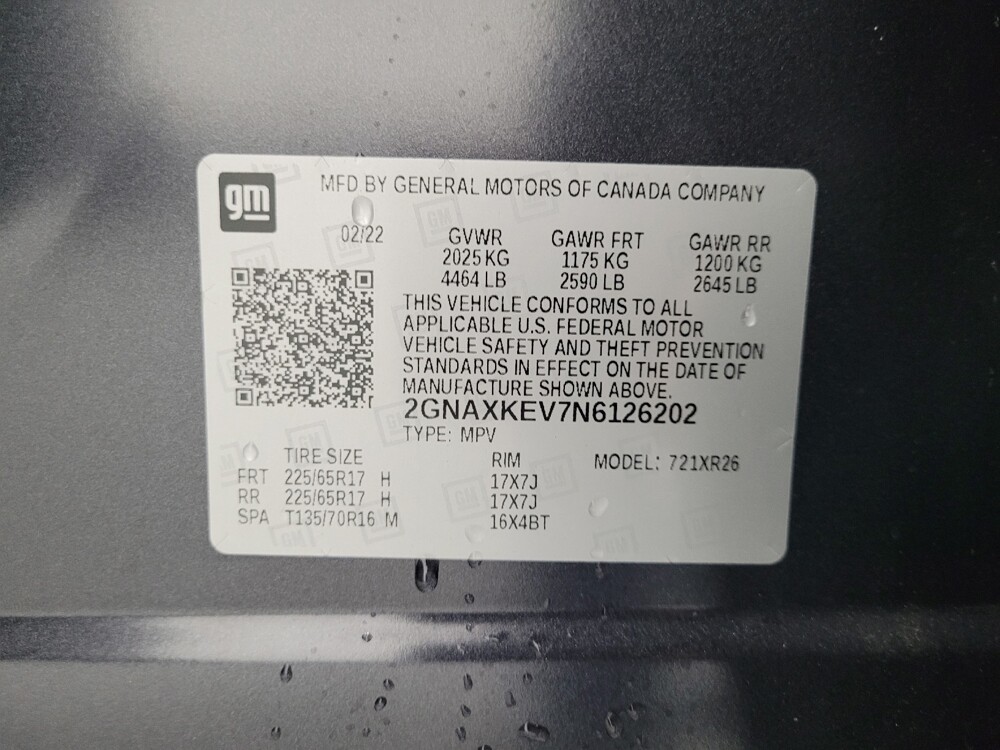 gm
MFD BY GENERAL MOTORS OF CANADA COMPANY
02/22 GVWR GAWR FRT GAWR RR
2025 KG 1175 KG 1200 KG
4464 LB 2590 LB 2645 LB
THIS VEHICLE CONFORMS TO ALL
APPLICABLE U.S. FEDERAL MOTOR
VEHICLE SAFETY AND THEFT PREVENTION
STANDARDS IN EFFECT ON THE DATE OF
MANUFACTURE SHOWN ABOVE.
2GNAXKEV7N6126202
TYPE: MPV
TIRE SIZE RIM MODEL: 721XR26
FRT 225/65R17 H 17X7J
RR 225/65R17 H 17X7J
SPA T135/70R16 M 16X4BT